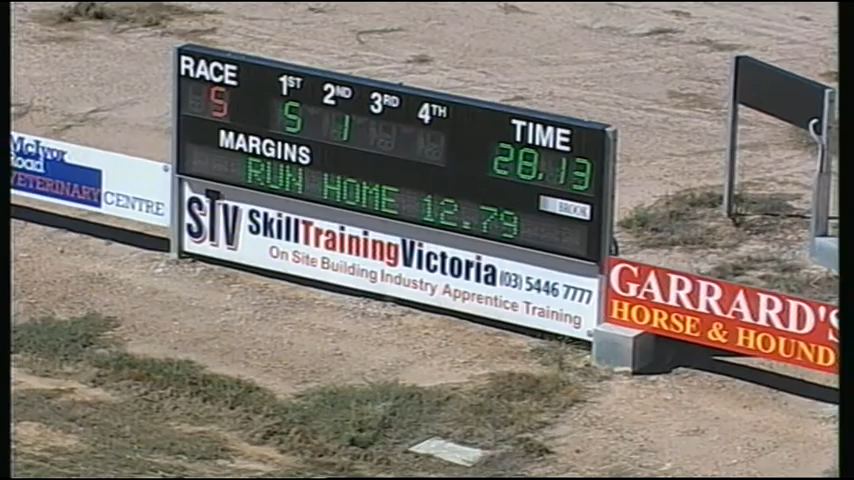 RACE 1ST 2ND 3RD 4TH
5 5 1
TIME
28.13
MARGINS
RUN HOME 12.79
BROOK
McIvor
Road
VETERINARY CENTRE
STV SkillTrainingVictoria (03) 5446 7777
On Site Building Industry Apprentice Training
GARRARD'S
HORSE & HOUND